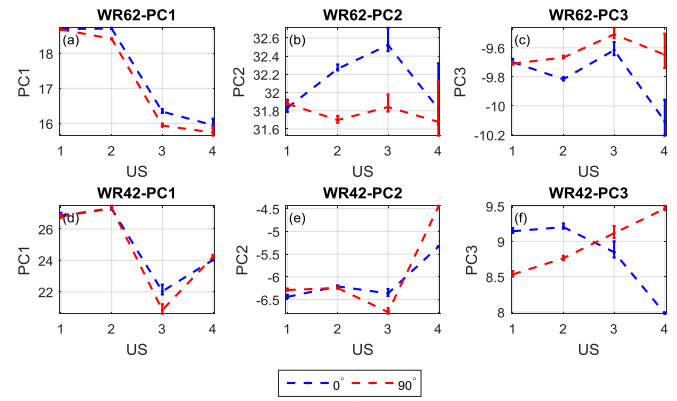 WR62-PC1
WR62-PC2
WR62-PC3
(a)
(b)
(c)
18
17
16
PC1
1 2 3 4
US
32.6
32.4
32.2
32
31.8
31.6
PC2
1 2 3 4
US
-9.6
-9.8
-10
-10.2
PC3
1 2 3 4
US
WR42-PC1
WR42-PC2
WR42-PC3
(d)
(e)
(f)
26
24
22
PC1
1 2 3 4
US
-4.5
-5
-5.5
-6
-6.5
PC2
1 2 3 4
US
9.5
9
8.5
8
PC3
1 2 3 4
US
0° 90°